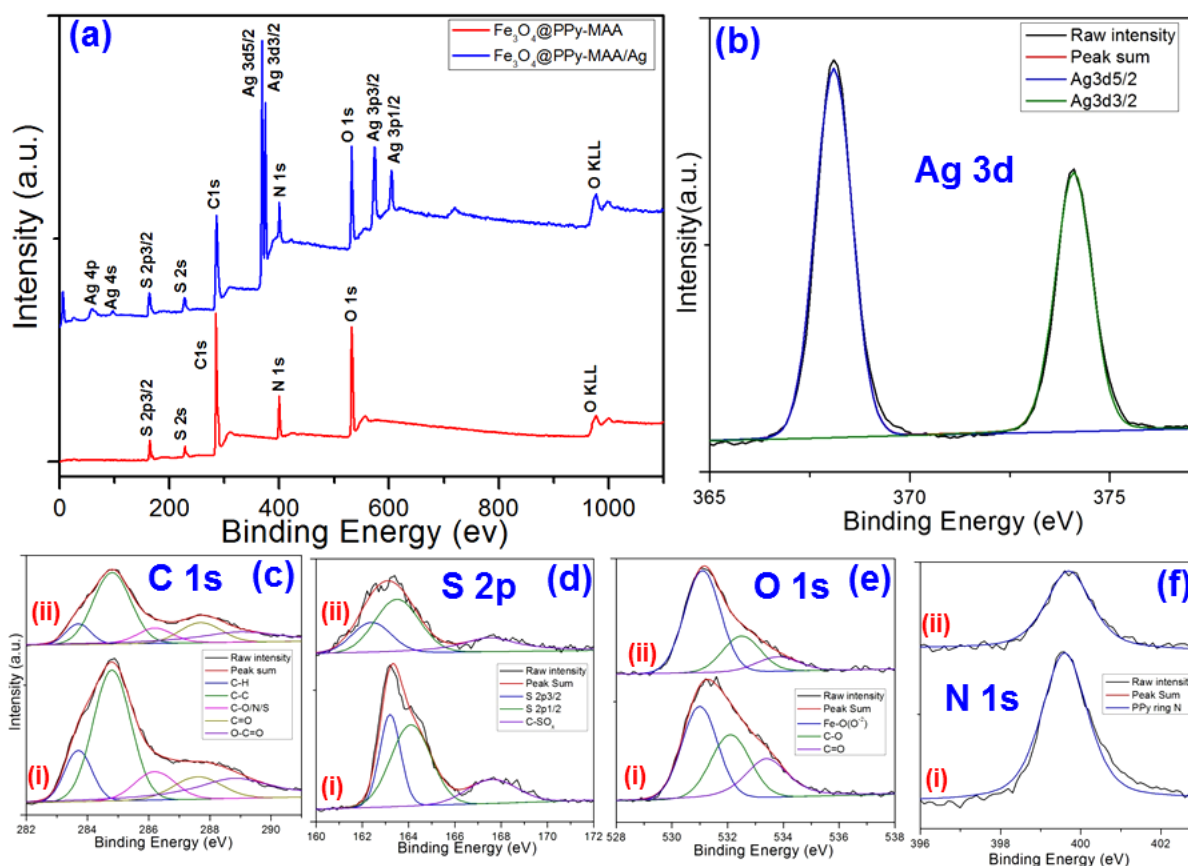 (a)
Fe3O4@PPy-MAA
Fe3O4@PPy-MAA/Ag
Ag 4p
Ag 4s
S 2p3/2
S 2s
C1s
Ag 3d5/2
Ag 3d3/2
N 1s
O 1s
Ag 3p3/2
Ag 3p1/2
O KLL
S 2p3/2
S 2s
C1s
N 1s
O 1s
O KLL
Intensity (a.u.)
0 200 400 600 800 1000
Binding Energy (ev)
(b)
Raw intensity
Peak sum
Ag3d5/2
Ag3d3/2
Ag 3d
Intensity(a.u.)
365 370 375
Binding Energy (eV)
C 1s
(c)
(ii)
Raw intensity
Peak sum
C-H
C-C
C-O/N/S
C=O
O-C=O
(i)
Intensity (a.u.)
282 284 286 288 290
Binding Energy (eV)
S 2p
(d)
(ii)
Raw intensity
Peak Sum
S 2p3/2
S 2p1/2
C-SOx
(i)
160 162 164 166 168 170 172
Binding Energy (eV)
O 1s
(e)
(ii)
Raw intensity
Peak Sum
Fe-O(O-2)
C-O
C=O
(i)
528 530 532 534 536 538
Binding Energy (eV)
(f)
(ii)
Raw intensity
Peak Sum
PPy ring N
N 1s
(i)
396 398 400 402
Binding Energy (eV)